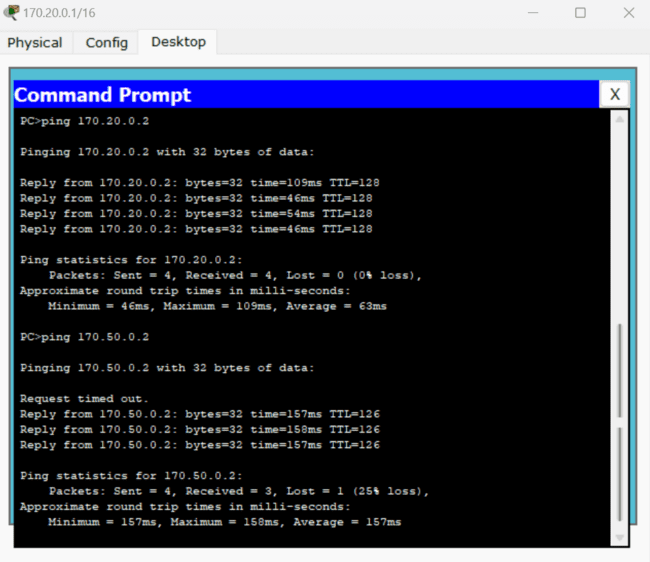 170.20.0.1/16
Physical Config Desktop
Command Prompt X
PC>ping 170.20.0.2
Pinging 170.20.0.2 with 32 bytes of data:
Reply from 170.20.0.2: bytes=32 time=109ms TTL=128
Reply from 170.20.0.2: bytes=32 time=46ms TTL=128
Reply from 170.20.0.2: bytes=32 time=54ms TTL=128
Reply from 170.20.0.2: bytes=32 time=46ms TTL=128
Ping statistics for 170.20.0.2:
Packets: Sent = 4, Received = 4, Lost = 0 (0% loss),
Approximate round trip times in milli-seconds:
Minimum = 46ms, Maximum = 109ms, Average = 63ms
PC>ping 170.50.0.2
Pinging 170.50.0.2 with 32 bytes of data:
Request timed out.
Reply from 170.50.0.2: bytes=32 time=157ms TTL=126
Reply from 170.50.0.2: bytes=32 time=158ms TTL=126
Reply from 170.50.0.2: bytes=32 time=157ms TTL=126
Ping statistics for 170.50.0.2:
Packets: Sent = 4, Received = 3, Lost = 1 (25% loss),
Approximate round trip times in milli-seconds:
Minimum = 157ms, Maximum = 158ms, Average = 157ms